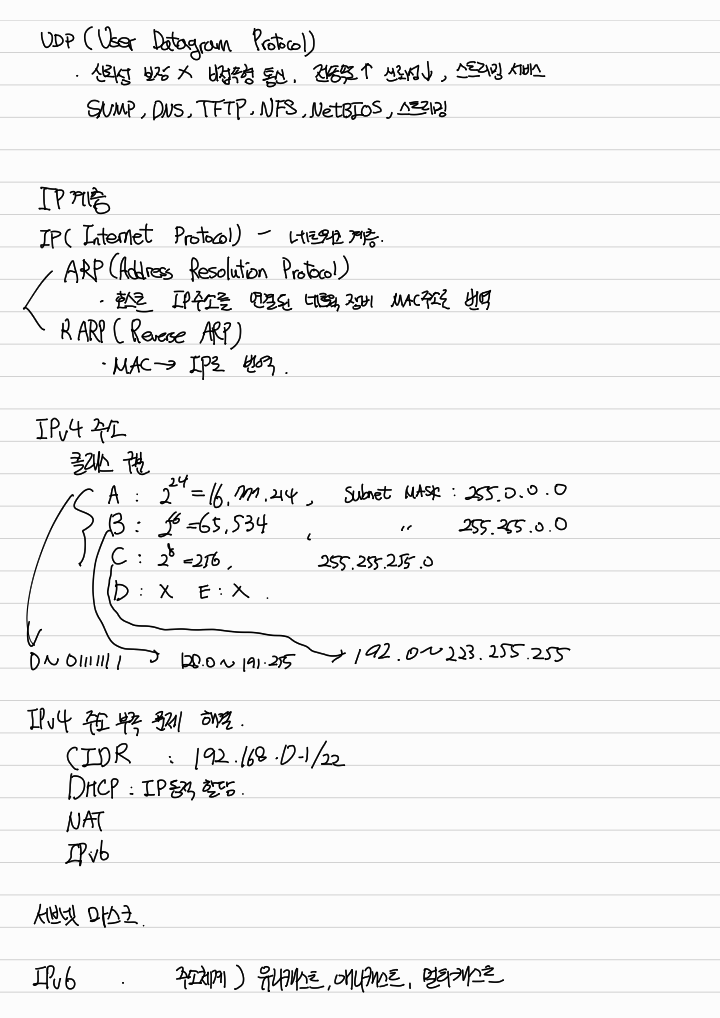 UDP (User Datagram Protocol)
· 신뢰성 보장 X 비접속형 통신, 전송속도↑ 신뢰성↓, 스트리밍 서비스
SNMP, DNS, TFTP, NFS, NetBIOS, 스트리밍
IP 계층
IP( Internet Protocol) - 네트워크 계층.
ARP (Address Resolution Protocol)
· 호스트 IP주소를 연결된 네트워크 장비 MAC주소로 번역
RARP ( Reverse ARP)
· MAC → IP로 번역.
IPv4 주소
클래스 구별
A : 2^24 = 16,777,214, Subnet MASK : 255.0.0.0
B : 2^16 = 65,534, 〃 255.255.0.0
C : 2^8 = 256, 255.255.255.0
D : X E : X .
0 ~ 01111111 128.0 ~ 191.255 192.0 ~ 223.255.255
IPv4 주소 부족 문제 해결.
CIDR : 192.168.0.1/22
DHCP : IP 동적 할당.
NAT
IPv6
서브넷 마스크.
IPv6 . 주소체계 ) 유니캐스트, 애니캐스트, 멀티캐스트